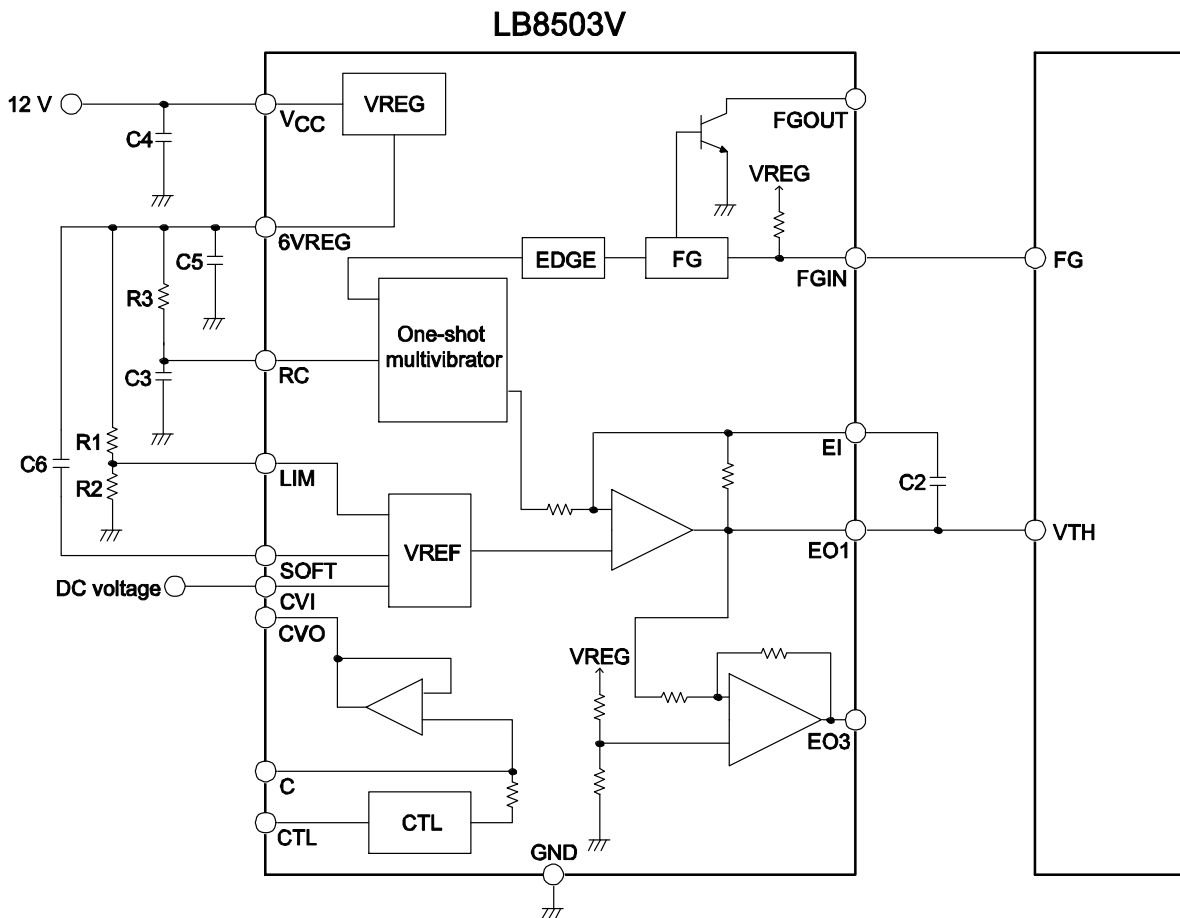 LB8503V
12 V
VCC
VREG
C4
FGOUT
VREG
6VREG
C5
EDGE
FG
FGIN
FG
R3
One-shot
multivibrator
RC
C3
R1
EI
C6
LIM
R2
C2
VREF
EO1
VTH
SOFT
DC voltage
CVI
CVO
VREG
EO3
C
CTL
CTL
GND